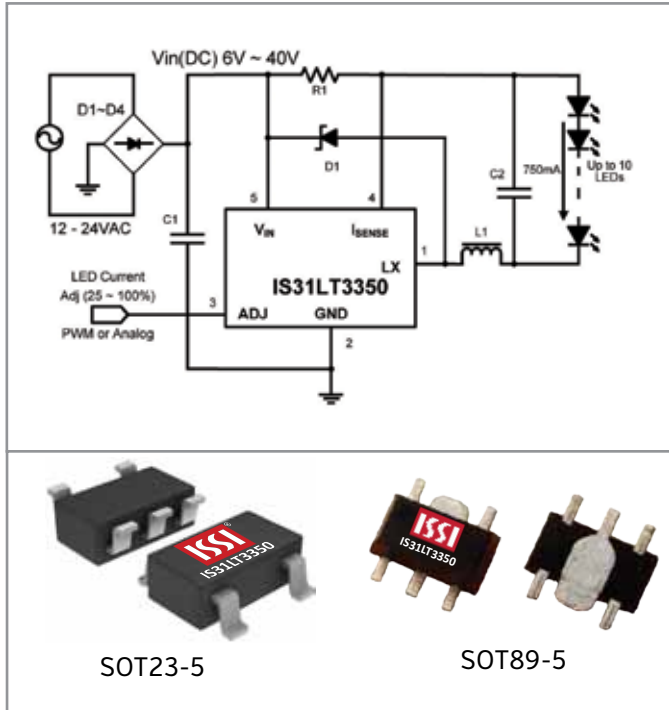 Vin(DC) 6V ~ 40V
R1
D1~D4
D1
C2
750mA
Up to 10
LEDs
5
4
C1
12 - 24VAC
VIN
ISENSE
1
L1
LX
LED Current
Adj (25 ~ 100%)
IS31LT3350
3
ADJ
GND
PWM or Analog
2
ISSI®
IS31LT3350
ISSI
IS31LT3350
SOT23-5
SOT89-5